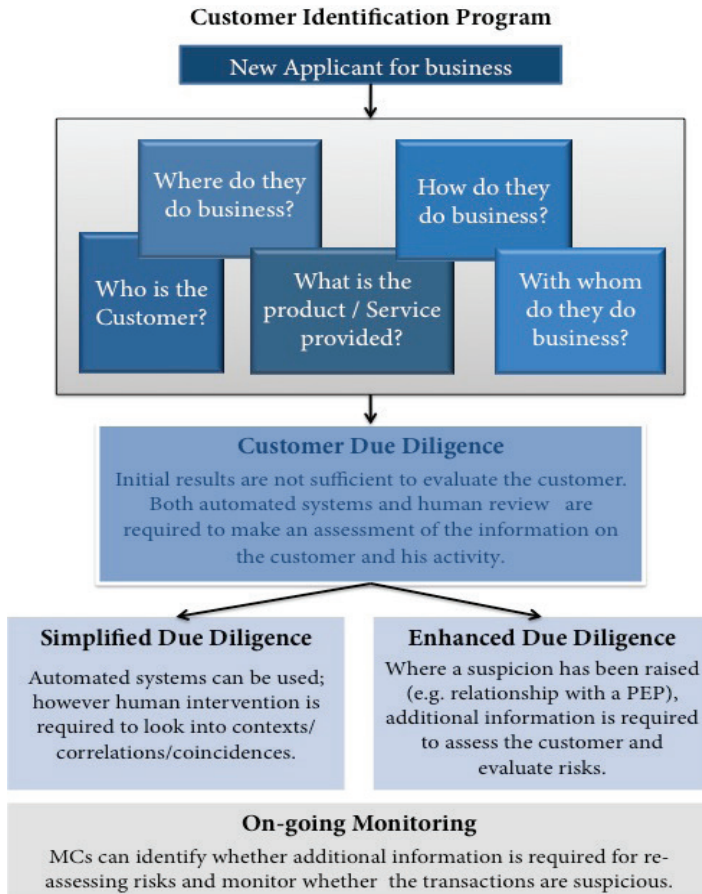 Customer Identification Program
New Applicant for business
Where do they
do business?
How do they
do business?
Who is the
Customer?
What is the
product / Service
provided?
With whom
do they do
business?
Customer Due Diligence
Initial results are not sufficient to evaluate the customer.
Both automated systems and human review are
required to make an assessment of the information on
the customer and his activity.
Simplified Due Diligence
Automated systems can be used;
however human intervention is
required to look into contexts/
correlations/coincidences.
Enhanced Due Diligence
Where a suspicion has been raised
(e.g. relationship with a PEP),
additional information is required
to assess the customer and
evaluate risks.
On-going Monitoring
MCs can identify whether additional information is required for re-
assessing risks and monitor whether the transactions are suspicious.